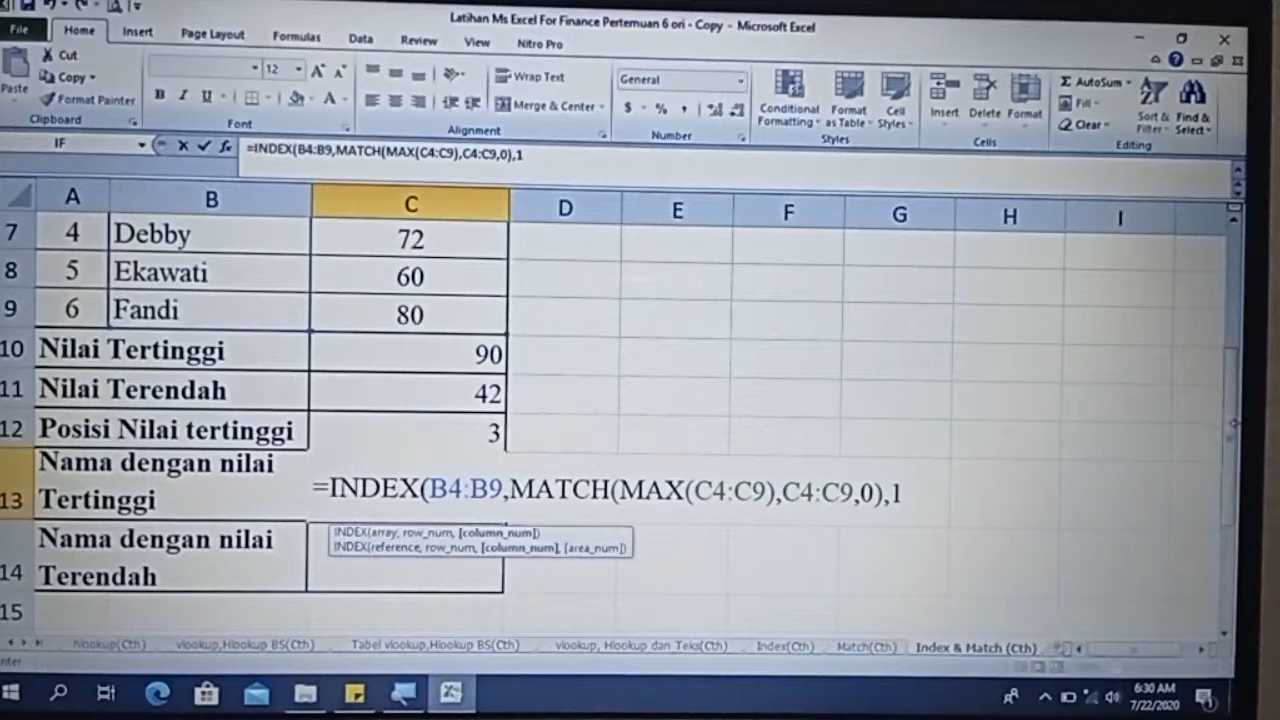 Latihan Ms Excel For Finance Pertemuan 6 ori - Copy - Microsoft Excel
File Home Insert Page Layout Formulas Data Review View Nitro Pro
Paste Cut Copy Format Painter Clipboard
12 B I U A Font
Wrap Text Merge & Center Alignment
General $ % , Number
Conditional Formatting Format as Table Cell Styles Styles
Insert Delete Format Cells
Σ AutoSum Fill Clear Sort & Filter Find & Select Editing
IF fx =INDEX(B4:B9,MATCH(MAX(C4:C9),C4:C9,0),1
A B C D E F G H I
7 4 Debby 72
8 5 Ekawati 60
9 6 Fandi 80
10 Nilai Tertinggi 90
11 Nilai Terendah 42
12 Posisi Nilai tertinggi 3
Nama dengan nilai
13 Tertinggi =INDEX(B4:B9,MATCH(MAX(C4:C9),C4:C9,0),1
INDEX(array, row_num, [column_num])
INDEX(reference, row_num, [column_num], [area_num])
Nama dengan nilai
14 Terendah
15
hlookup(Cth) vlookup,Hlookup BS(Cth) Tabel vlookup,Hlookup BS(Cth) vlookup, Hlookup dan Teks(Cth) Index(Cth) Match(Cth) Index & Match (Cth)
6:30 AM
7/22/2020